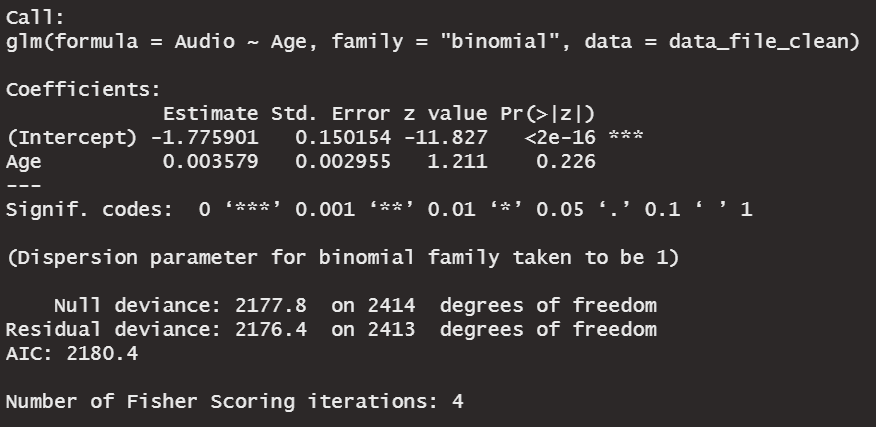 Call:
glm(formula = Audio ~ Age, family = "binomial", data = data_file_clean)
Coefficients:
Estimate Std. Error z value Pr(>|z|)
(Intercept) -1.775901 0.150154 -11.827 <2e-16 ***
Age 0.003579 0.002955 1.211 0.226
---
Signif. codes: 0 ‘***’ 0.001 ‘**’ 0.01 ‘*’ 0.05 ‘.’ 0.1 ‘ ’ 1
(Dispersion parameter for binomial family taken to be 1)
Null deviance: 2177.8 on 2414 degrees of freedom
Residual deviance: 2176.4 on 2413 degrees of freedom
AIC: 2180.4
Number of Fisher Scoring iterations: 4